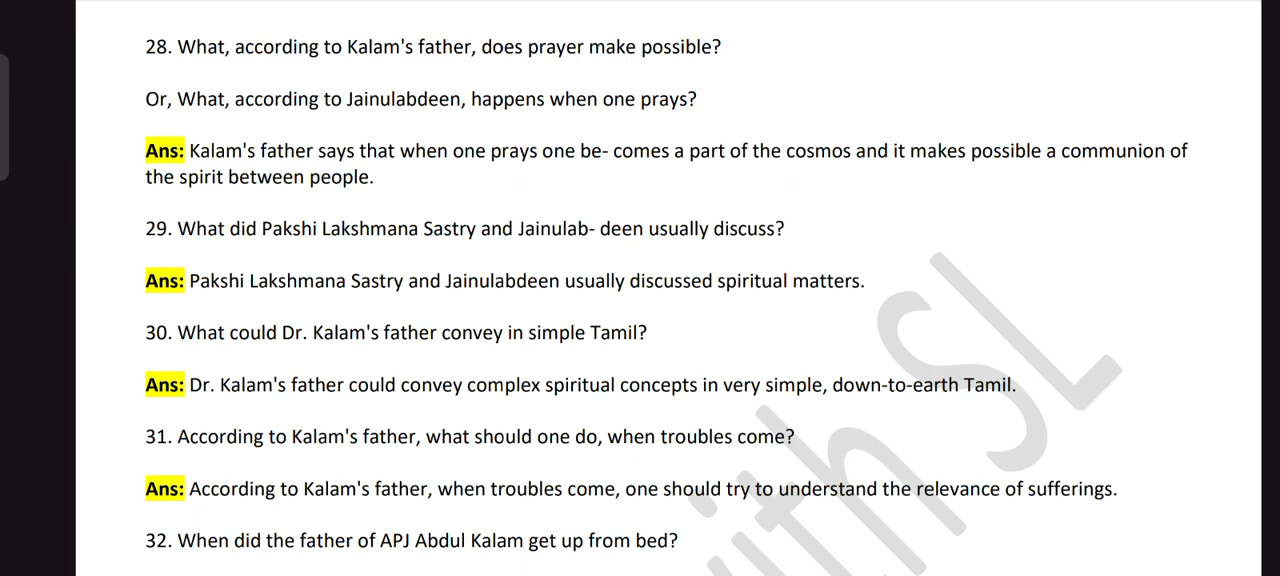 28. What, according to Kalam's father, does prayer make possible?
Or, What, according to Jainulabdeen, happens when one prays?
Ans: Kalam's father says that when one prays one be- comes a part of the cosmos and it makes possible a communion of
the spirit between people.
29. What did Pakshi Lakshmana Sastry and Jainulab- deen usually discuss?
Ans: Pakshi Lakshmana Sastry and Jainulabdeen usually discussed spiritual matters.
30. What could Dr. Kalam's father convey in simple Tamil?
Ans: Dr. Kalam's father could convey complex spiritual concepts in very simple, down-to-earth Tamil.
31. According to Kalam's father, what should one do, when troubles come?
Ans: According to Kalam's father, when troubles come, one should try to understand the relevance of sufferings.
32. When did the father of APJ Abdul Kalam get up from bed?
with SL